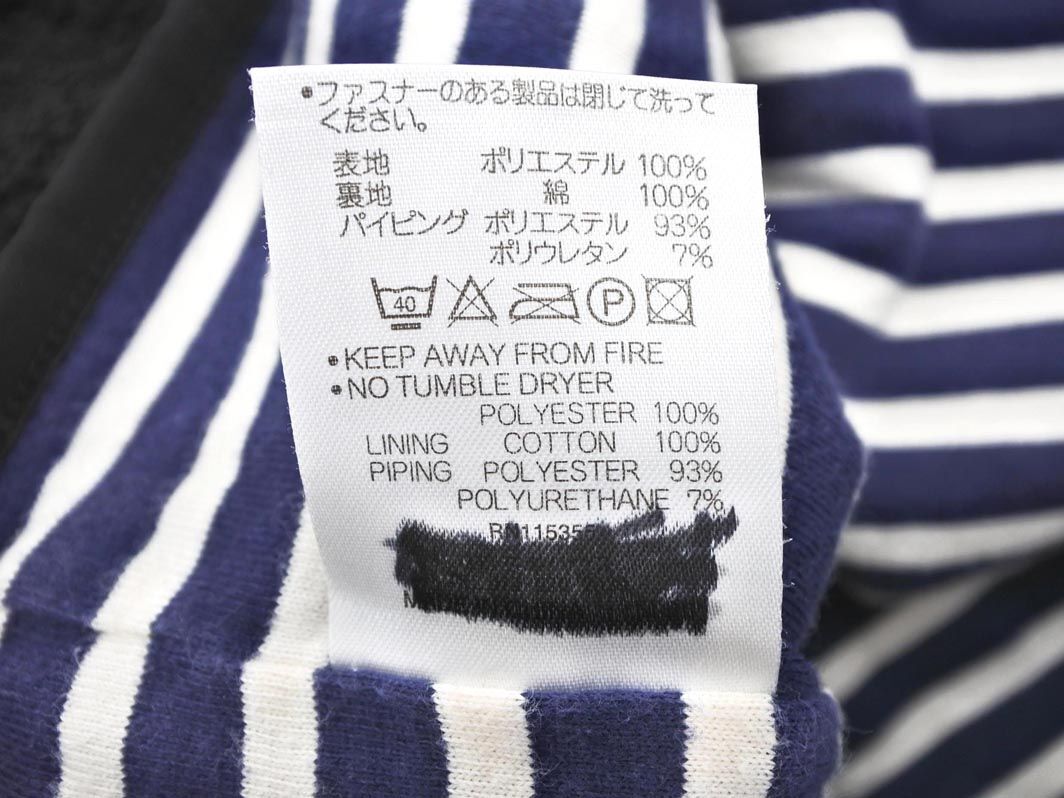 •ファスナーのある製品は閉じて洗って
ください。
表地 ポリエステル 100%
裏地 綿 100%
パイピング ポリエステル 93%
ポリウレタン 7%
40 P
•KEEP AWAY FROM FIRE
•NO TUMBLE DRYER
POLYESTER 100%
LINING COTTON 100%
PIPING POLYESTER 93%
POLYURETHANE 7%